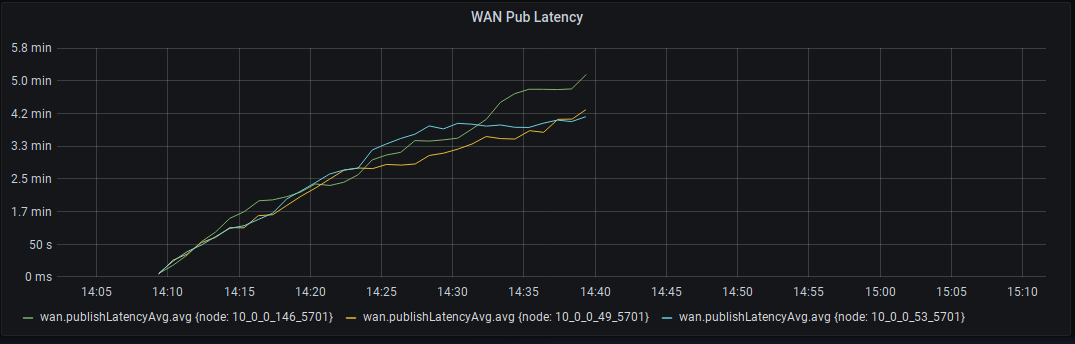 WAN Pub Latency
5.8 min
5.0 min
4.2 min
3.3 min
2.5 min
1.7 min
50 s
0 ms
14:05 14:10 14:15 14:20 14:25 14:30 14:35 14:40 14:45 14:50 14:55 15:00 15:05 15:10
wan.publishLatencyAvg.avg {node: 10_0_0_146_5701} wan.publishLatencyAvg.avg {node: 10_0_0_49_5701} wan.publishLatencyAvg.avg {node: 10_0_0_53_5701}